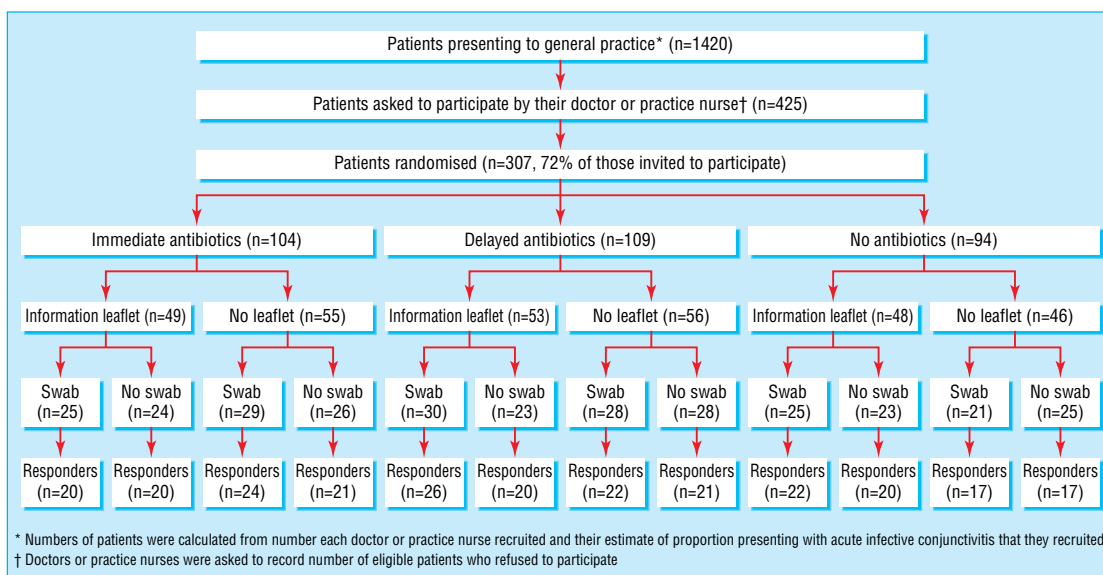 Patients presenting to general practice* (n=1420)
Patients asked to participate by their doctor or practice nurse† (n=425)
Patients randomised (n=307, 72% of those invited to participate)
Immediate antibiotics (n=104)
Delayed antibiotics (n=109)
No antibiotics (n=94)
Information leaflet (n=49)
No leaflet (n=55)
Information leaflet (n=53)
No leaflet (n=56)
Information leaflet (n=48)
No leaflet (n=46)
Swab
(n=25)
No swab
(n=24)
Swab
(n=29)
No swab
(n=26)
Swab
(n=30)
No swab
(n=23)
Swab
(n=28)
No swab
(n=28)
Swab
(n=25)
No swab
(n=23)
Swab
(n=21)
No swab
(n=25)
Responders
(n=20)
Responders
(n=20)
Responders
(n=24)
Responders
(n=21)
Responders
(n=26)
Responders
(n=20)
Responders
(n=22)
Responders
(n=21)
Responders
(n=22)
Responders
(n=20)
Responders
(n=17)
Responders
(n=17)
* Numbers of patients were calculated from number each doctor or practice nurse recruited and their estimate of proportion presenting with acute infective conjunctivitis that they recruited
† Doctors or practice nurses were asked to record number of eligible patients who refused to participate